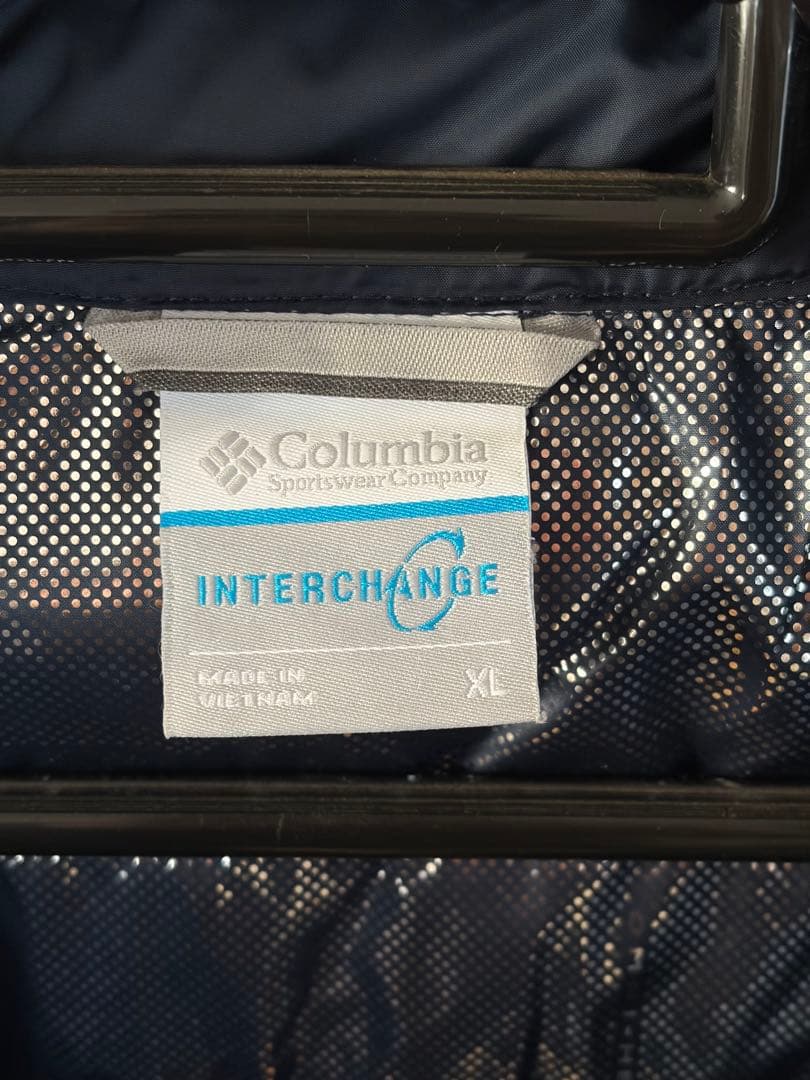 Columbia
Sportswear Company
INTERCHANGE
MADE IN
VIETNAM
XL